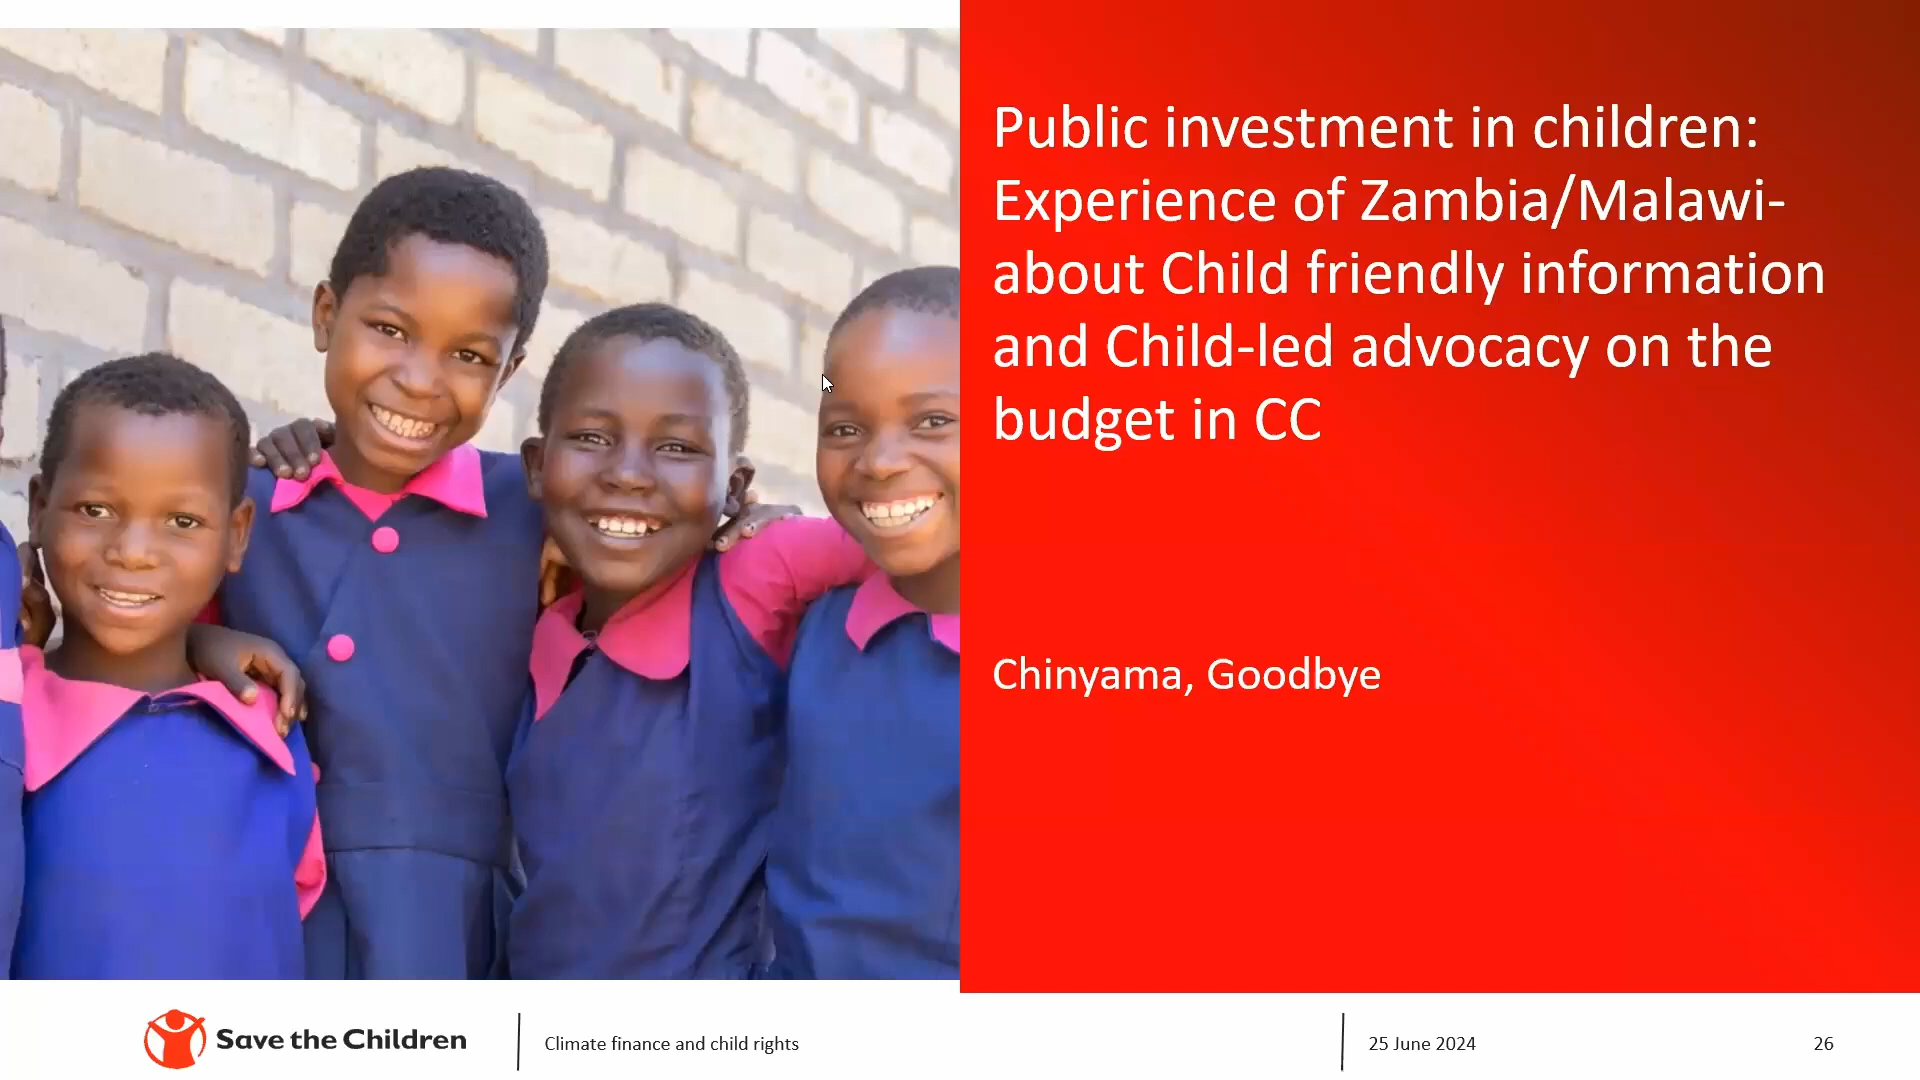 Public investment in children:
Experience of Zambia/Malawi-
about Child friendly information
and Child-led advocacy on the
budget in CC
Chinyama, Goodbye
Save the Children
Climate finance and child rights
25 June 2024
26